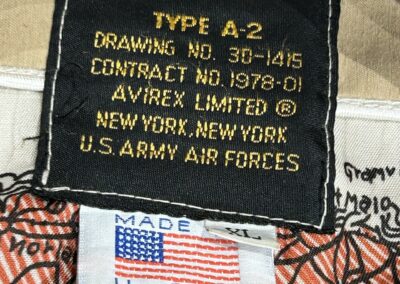 TYPE A-2
DRAWING NO. 30-1415
CONTRACT NO. 1978-01
AVIREX LIMITED ®
NEW YORK, NEW YORK
U.S. ARMY AIR FORCES
MADE
XL